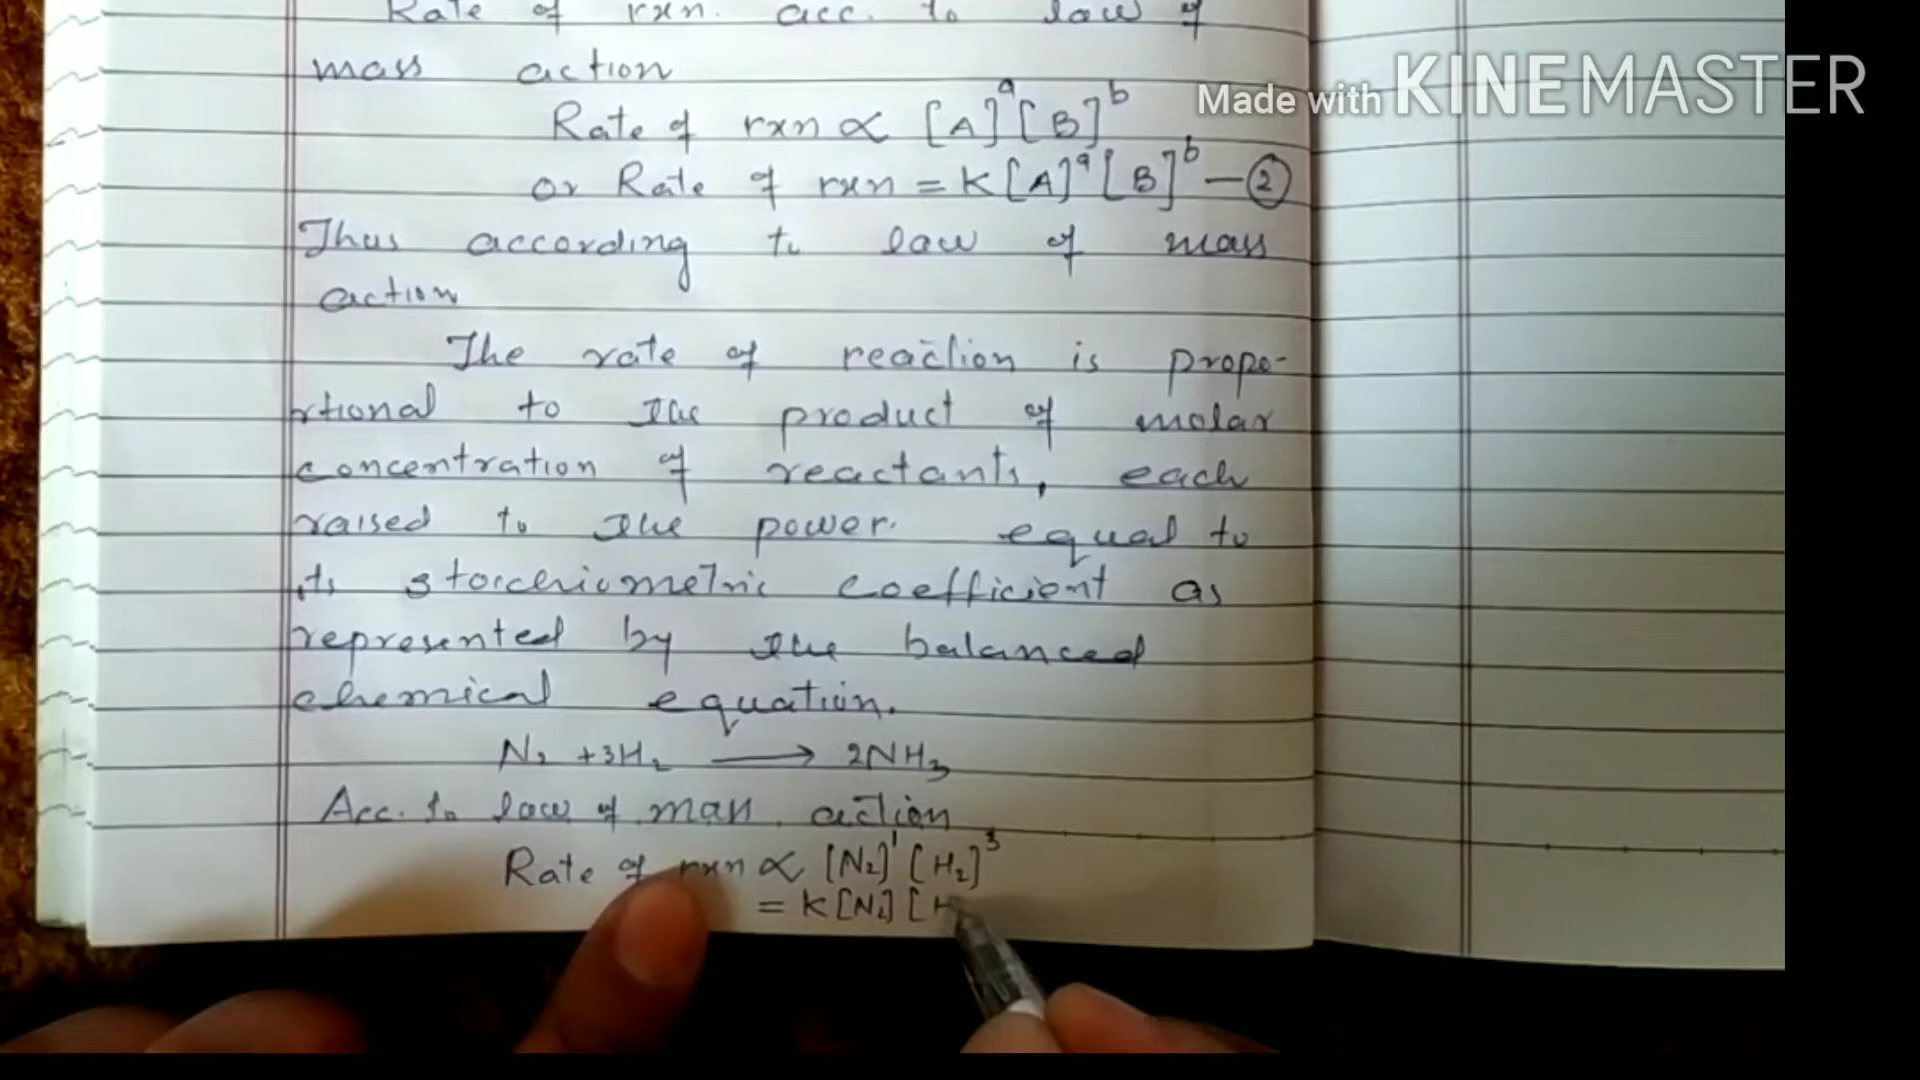 Rate of rxn. acc. to law of
mass action
Made with KINEMASTER
Rate of rxn ∝ [A]^a [B]^b
or Rate of rxn = K[A]^a [B]^b — ②
Thus according to law of mass
action
The rate of reaction is propo-
rtional to the product of molar
concentration of reactants, each
raised to the power. equal to
its stoichiometric coefficient as
represented by the balanced
chemical equation.
N₂ + 3H₂ ⟶ 2NH₃
Acc. to law of mass action
Rate of rxn ∝ [N₂]^1 [H₂]^3
= K[N₂] [H